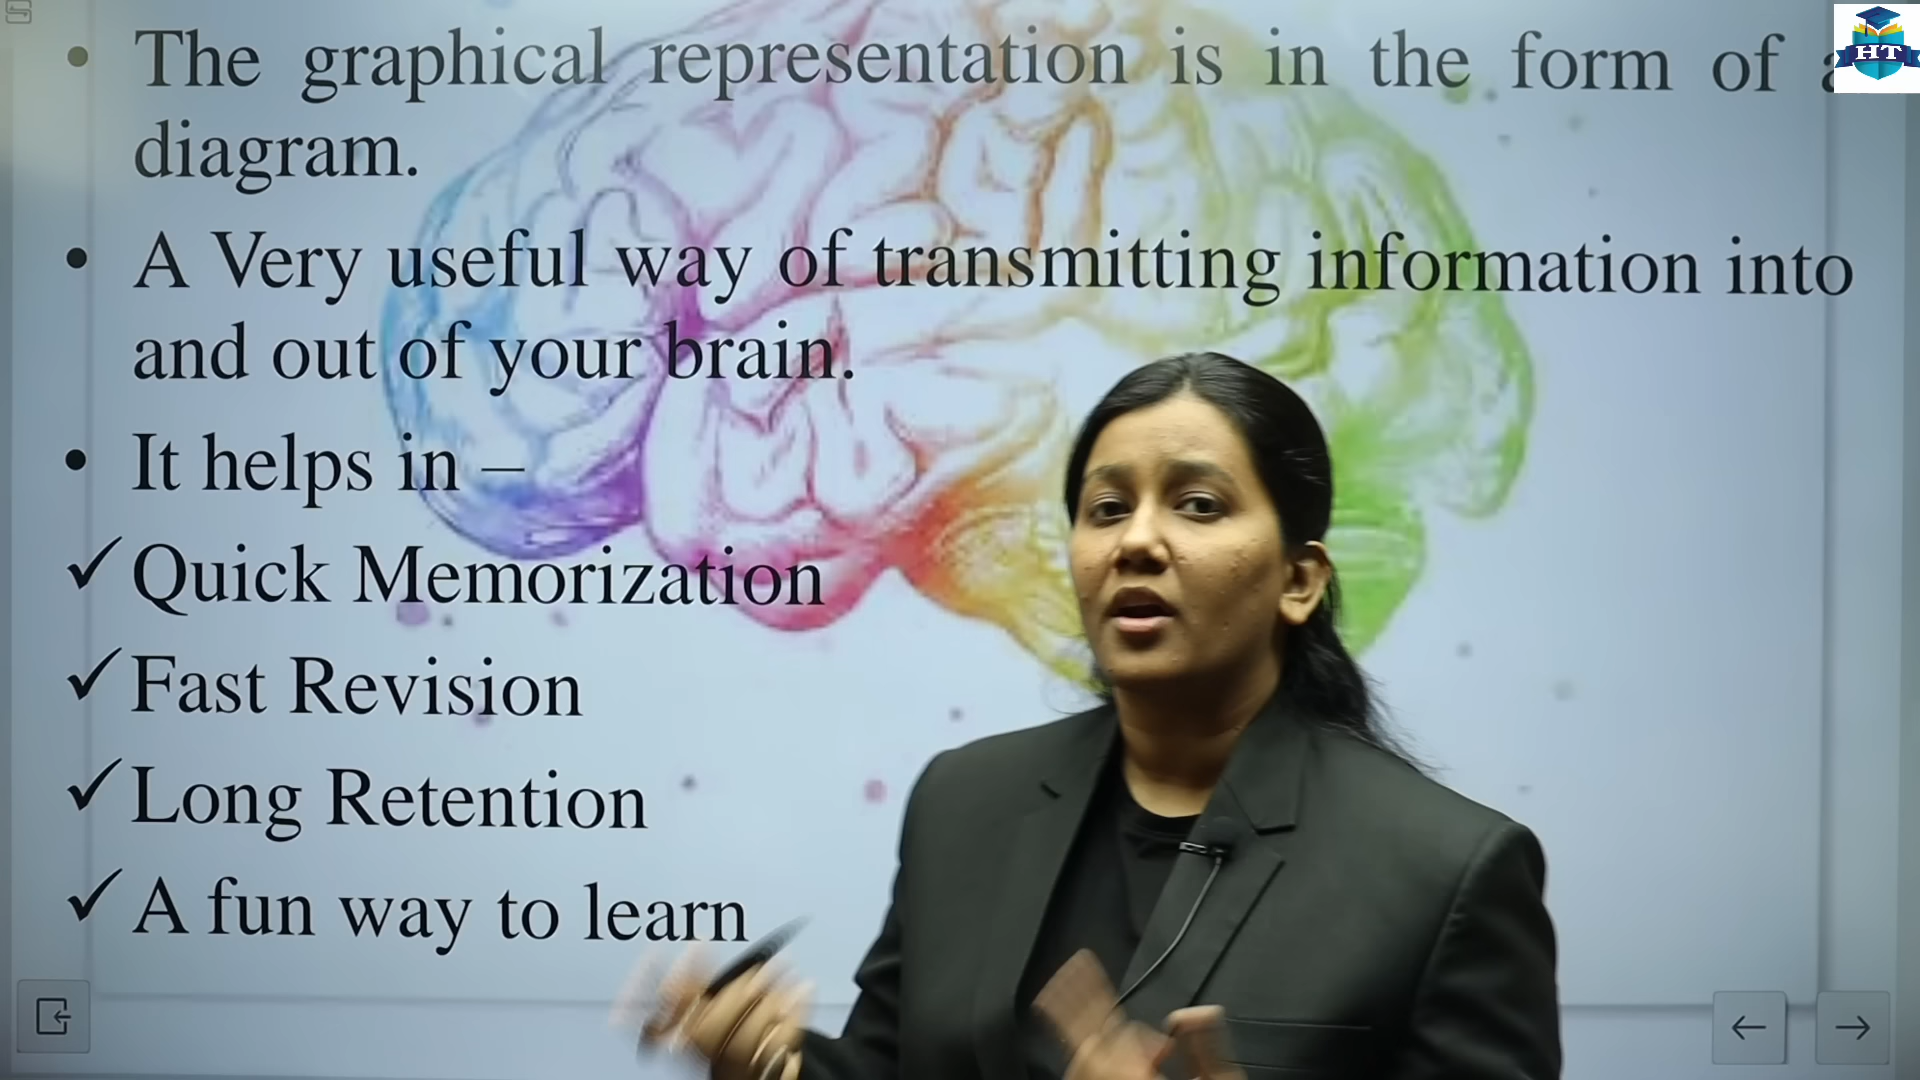 • The graphical representation is in the form of a
diagram.
• A Very useful way of transmitting information into
and out of your brain.
• It helps in –
✓ Quick Memorization
✓ Fast Revision
✓ Long Retention
✓ A fun way to learn
HT